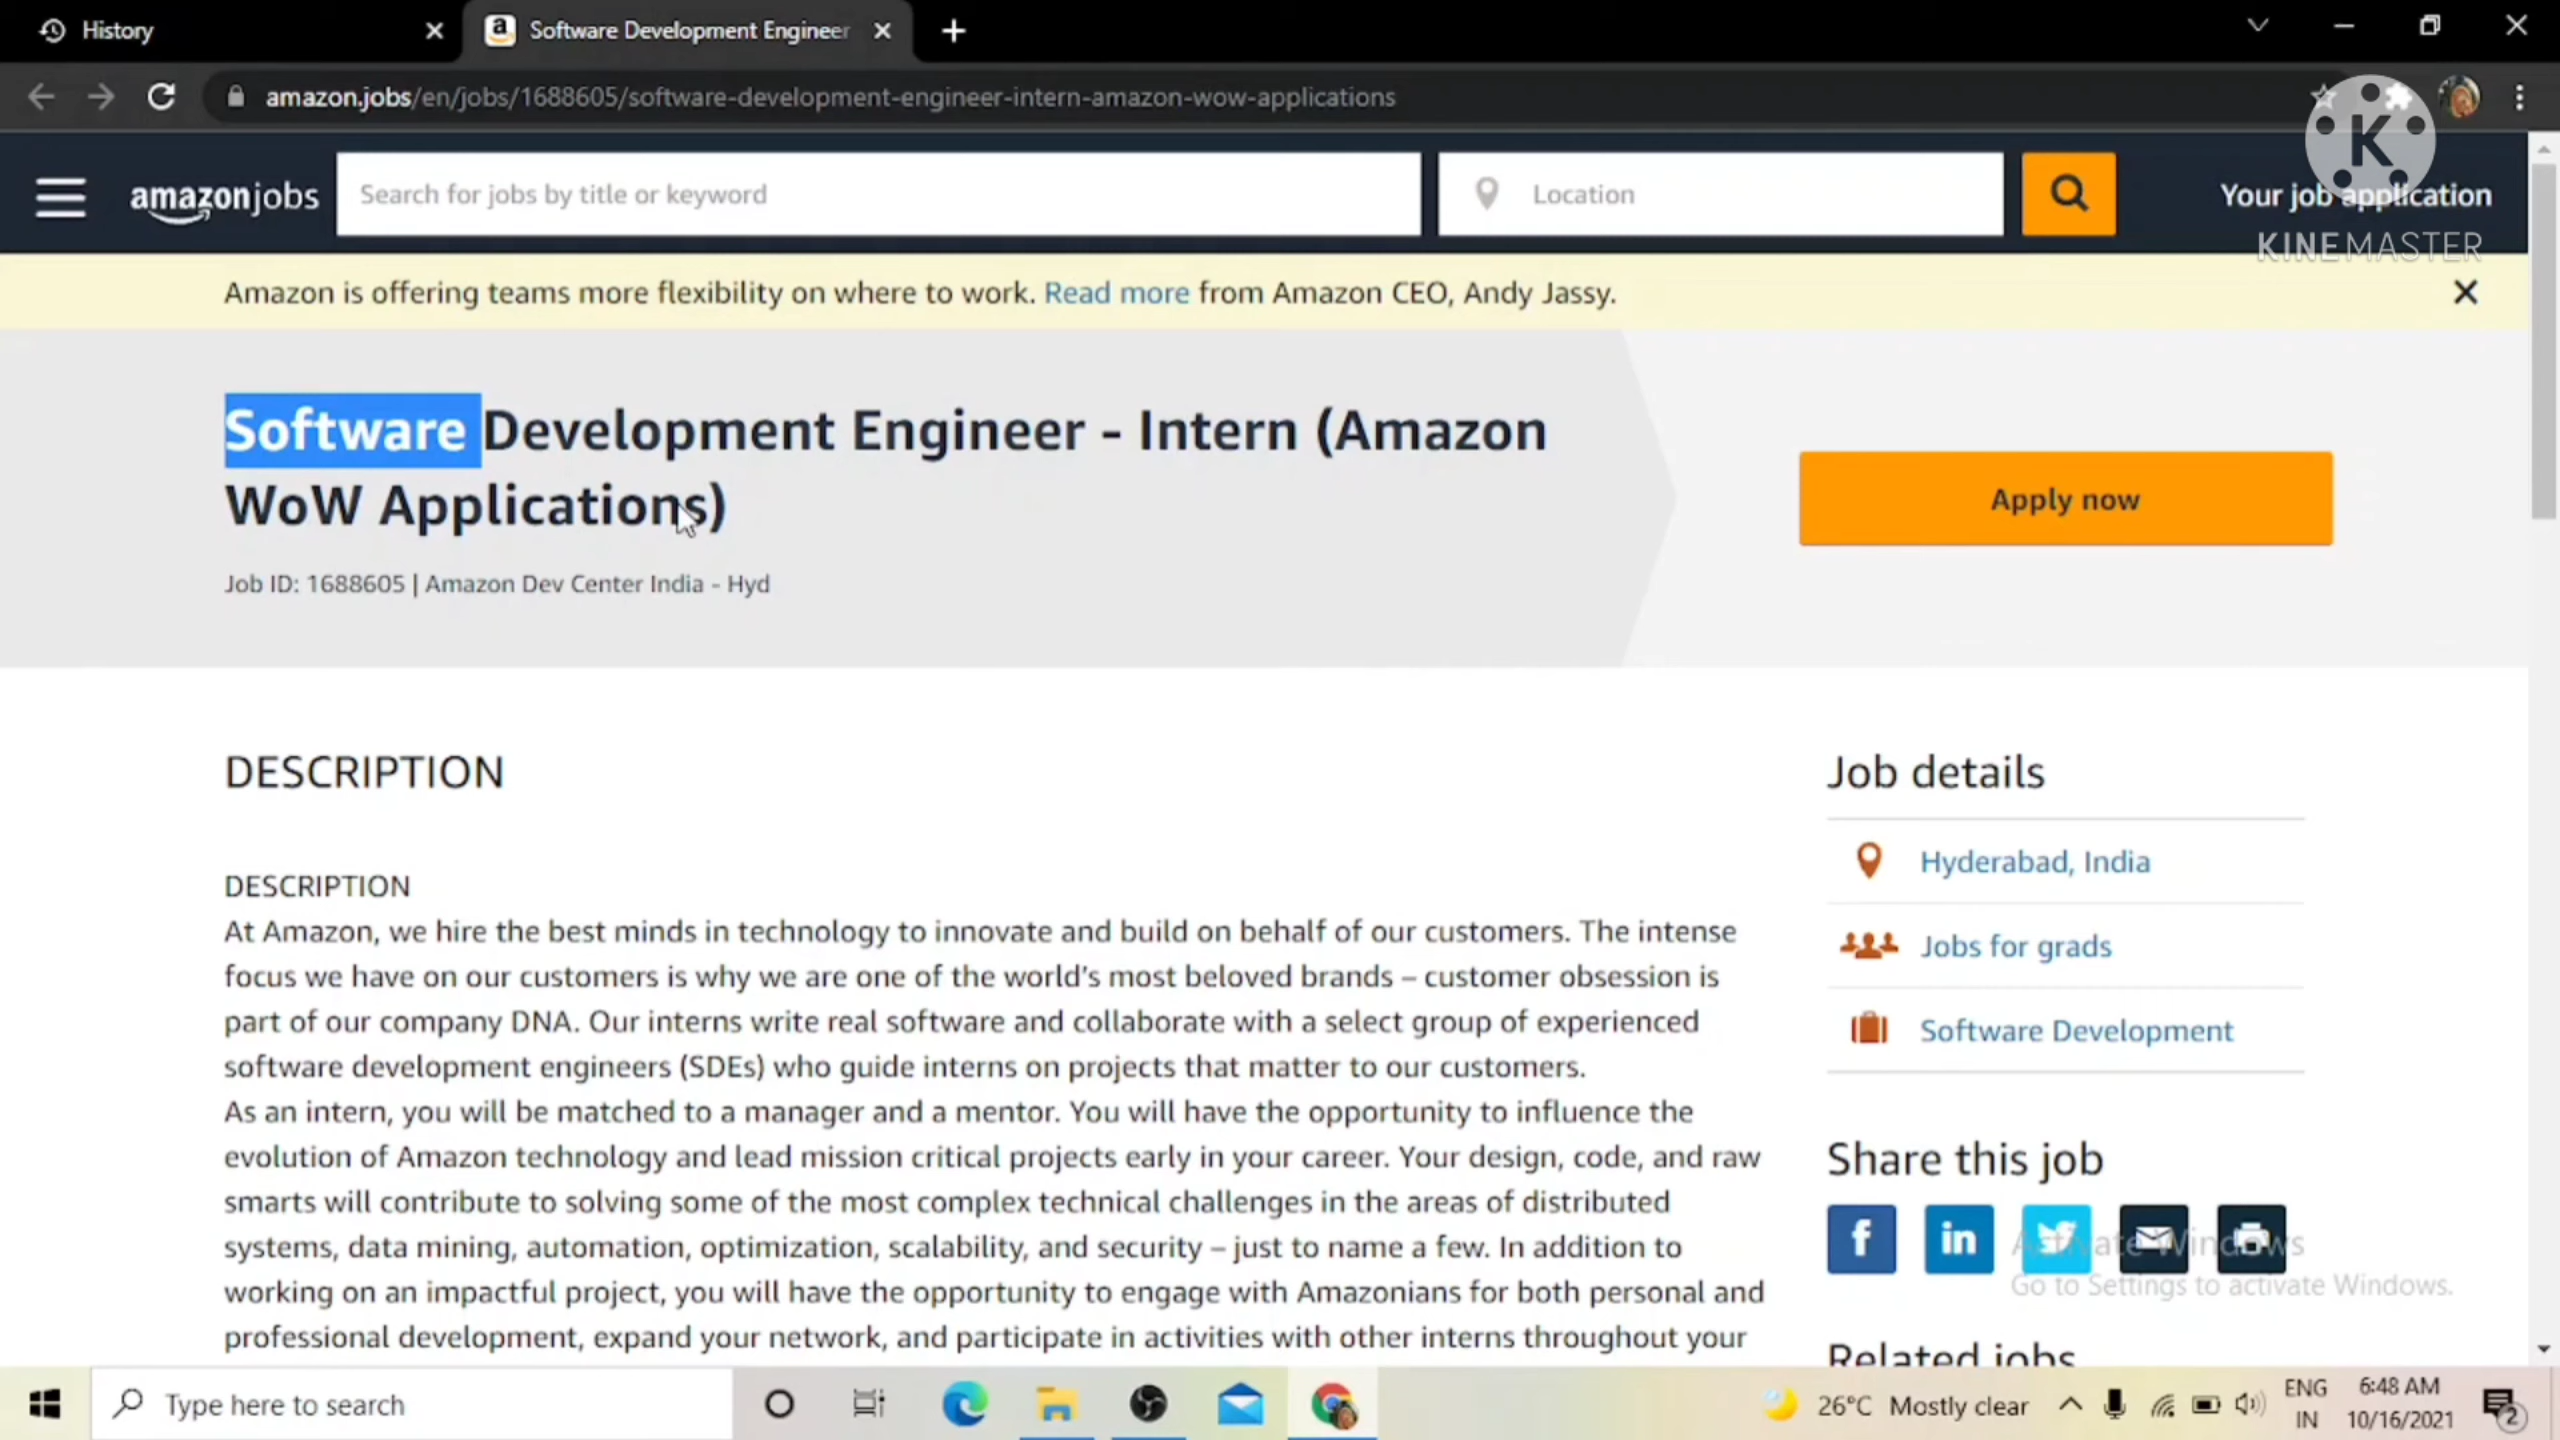 History
Software Development Engineer
amazon.jobs/en/jobs/1688605/software-development-engineer-intern-amazon-wow-applications
K
KINEMASTER
amazonjobs
Search for jobs by title or keyword
Location
Your job application
Amazon is offering teams more flexibility on where to work. Read more from Amazon CEO, Andy Jassy.
Software Development Engineer - Intern (Amazon
WoW Applications)
Job ID: 1688605 | Amazon Dev Center India - Hyd
Apply now
DESCRIPTION
DESCRIPTION
At Amazon, we hire the best minds in technology to innovate and build on behalf of our customers. The intense
focus we have on our customers is why we are one of the world's most beloved brands – customer obsession is
part of our company DNA. Our interns write real software and collaborate with a select group of experienced
software development engineers (SDEs) who guide interns on projects that matter to our customers.
As an intern, you will be matched to a manager and a mentor. You will have the opportunity to influence the
evolution of Amazon technology and lead mission critical projects early in your career. Your design, code, and raw
smarts will contribute to solving some of the most complex technical challenges in the areas of distributed
systems, data mining, automation, optimization, scalability, and security – just to name a few. In addition to
working on an impactful project, you will have the opportunity to engage with Amazonians for both personal and
professional development, expand your network, and participate in activities with other interns throughout your
Job details
Hyderabad, India
Jobs for grads
Software Development
Share this job
f
in
Activate Windows
Go to Settings to activate Windows.
Related jobs
Type here to search
26°C Mostly clear
ENG
IN
6:48 AM
10/16/2021
2